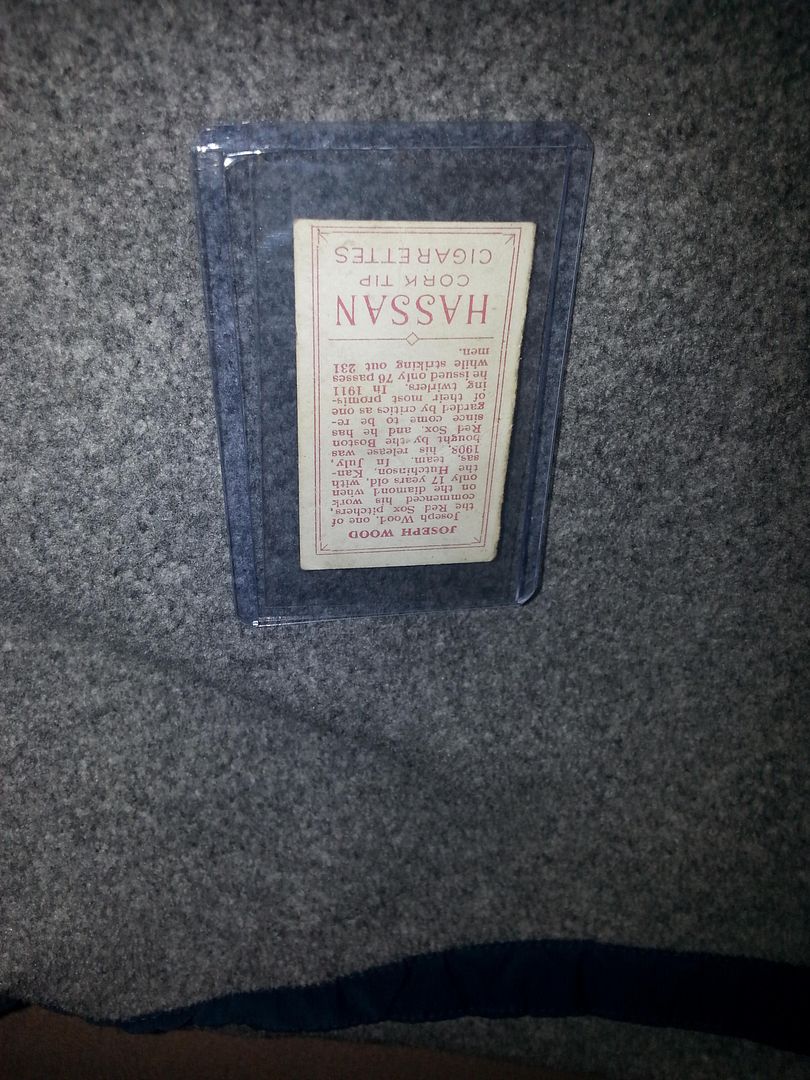 JOSEPH WOOD
Joseph Wood, one of
the Red Sox pitchers,
commenced his work
on the diamond when
only 17 years old, with
the Hutchinson, Kan-
sas, team. In July,
1908, his release was
bought by the Boston
Red Sox, and he has
since come to be re-
garded by critics as one
of their most promis-
ing twirlers. In 1911
he issued only 76 passes
while striking out 231
men.
HASSAN
CORK TIP
CIGARETTES